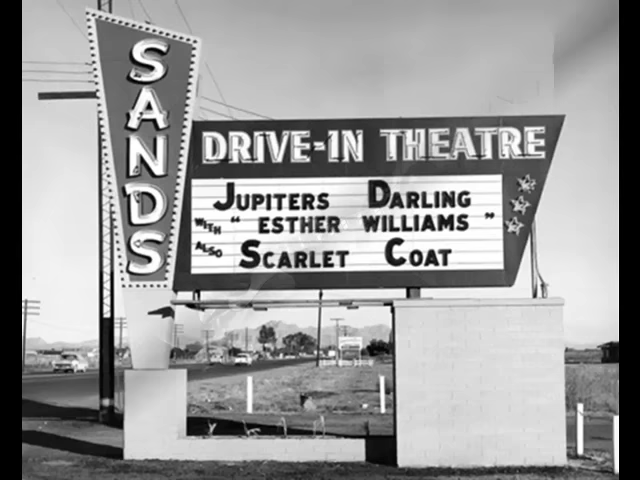 SANDS
DRIVE-IN THEATRE
JUPITERS DARLING
WITH "ESTHER WILLIAMS"
ALSO SCARLET COAT